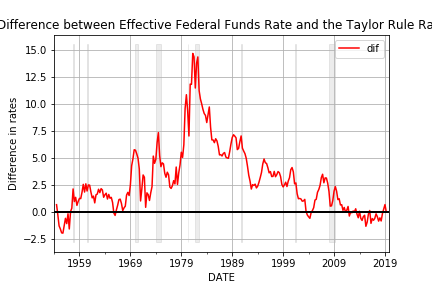 Difference between Effective Federal Funds Rate and the Taylor Rule Ra
dif
15.0
12.5
10.0
7.5
5.0
2.5
0.0
−2.5
Difference in rates
1959 1969 1979 1989 1999 2009 2019
DATE